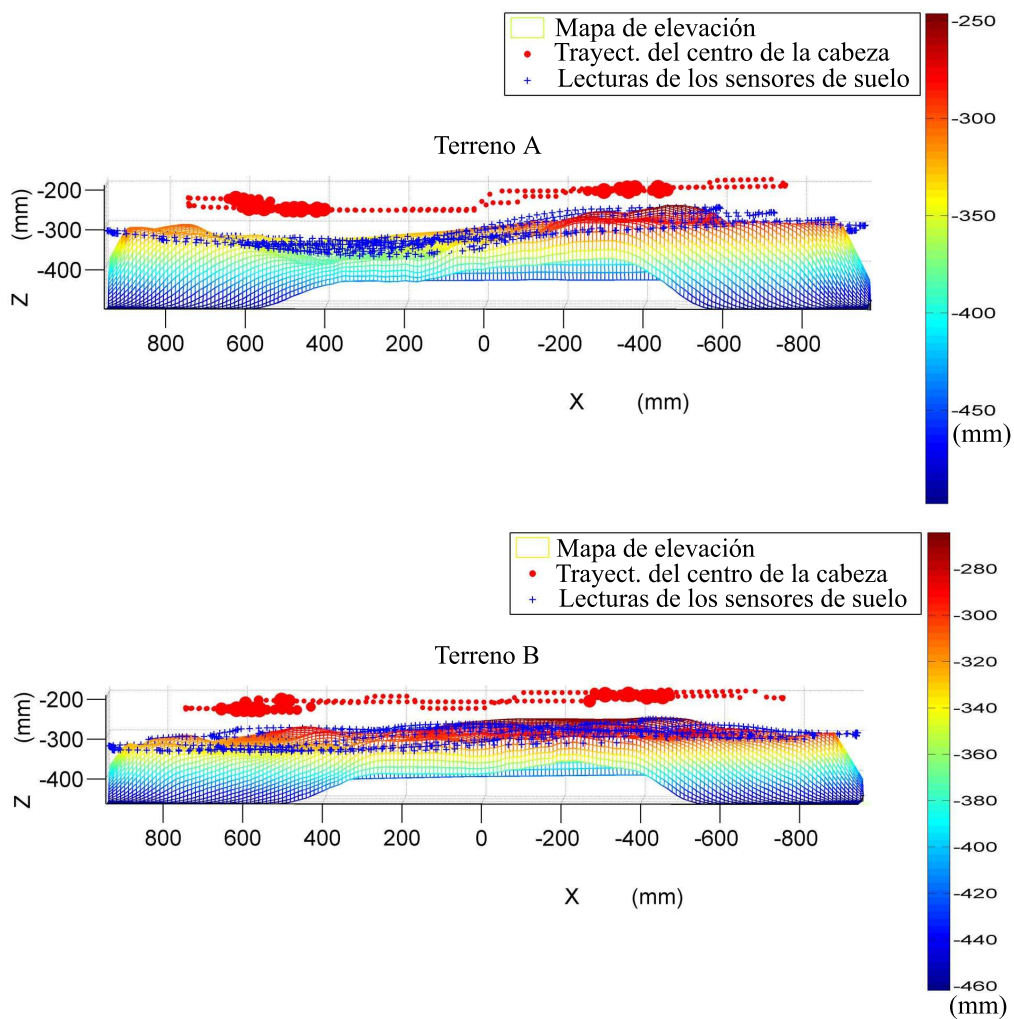 Mapa de elevación
Trayect. del centro de la cabeza
Lecturas de los sensores de suelo
Terreno A
Z (mm)
-200
-300
-400
800 600 400 200 0 -200 -400 -600 -800
X (mm)
-250
-300
-350
-400
-450
(mm)
Mapa de elevación
Trayect. del centro de la cabeza
Lecturas de los sensores de suelo
Terreno B
Z (mm)
-200
-300
-400
800 600 400 200 0 -200 -400 -600 -800
X (mm)
-280
-300
-320
-340
-360
-380
-400
-420
-440
-460
(mm)